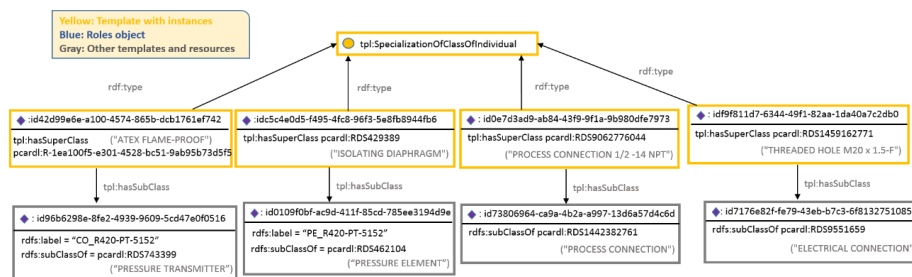 Yellow: Template with instances
Blue: Roles object
Gray: Other templates and resources
tpl:SpecializationOfClassOfIndividual
rdf:type
rdf:type
rdf:type
rdf:type
: id42d99e6e-a100-4574-865b-dcb1761ef742
tpl:hasSuperClass ("ATEX FLAME-PROOF")
pcardl:R-1ea100f5-e301-4528-bc51-9ab95b73d5f5
: idc5c4e0d5-f495-4fc8-96f3-5e8fb8944fb6
tpl:hasSuperClass pcardl:RDS429389
("ISOLATING DIAPHRAGM")
: id0e7d3ad9-ab84-43f9-9f1a-9b980dfe7973
tpl:hasSuperClass pcardl:RDS9062776044
("PROCESS CONNECTION 1/2 -14 NPT")
: idf9f811d7-6344-49f1-82aa-1da40a7c2db0
tpl:hasSuperClass pcardl:RDS1459162771
("THREADED HOLE M20 x 1.5-F")
tpl:hasSubClass
tpl:hasSubClass
tpl:hasSubClass
tpl:hasSubClass
: id96b6298e-8fe2-4939-9609-5cd47e0f0516
rdfs:label = "CO_R420-PT-5152"
rdfs:subClassOf = pcardl:RDS743399
("PRESSURE TRANSMITTER")
: id0109f0bf-ac9d-411f-85cd-785ee3194d9e
rdfs:label = "PE_R420-PT-5152"
rdfs:subClassOf = pcardl:RDS462104
("PRESSURE ELEMENT")
: id73806964-ca9a-4b2a-a997-13d6a57d4c6d
rdfs:subClassOf pcardl:RDS1442382761
("PROCESS CONNECTION")
: id7176e82f-fe79-43eb-b7c3-6f8132751085
rdfs:subClassOf pcardl:RDS9551659
("ELECTRICAL CONNECTION")